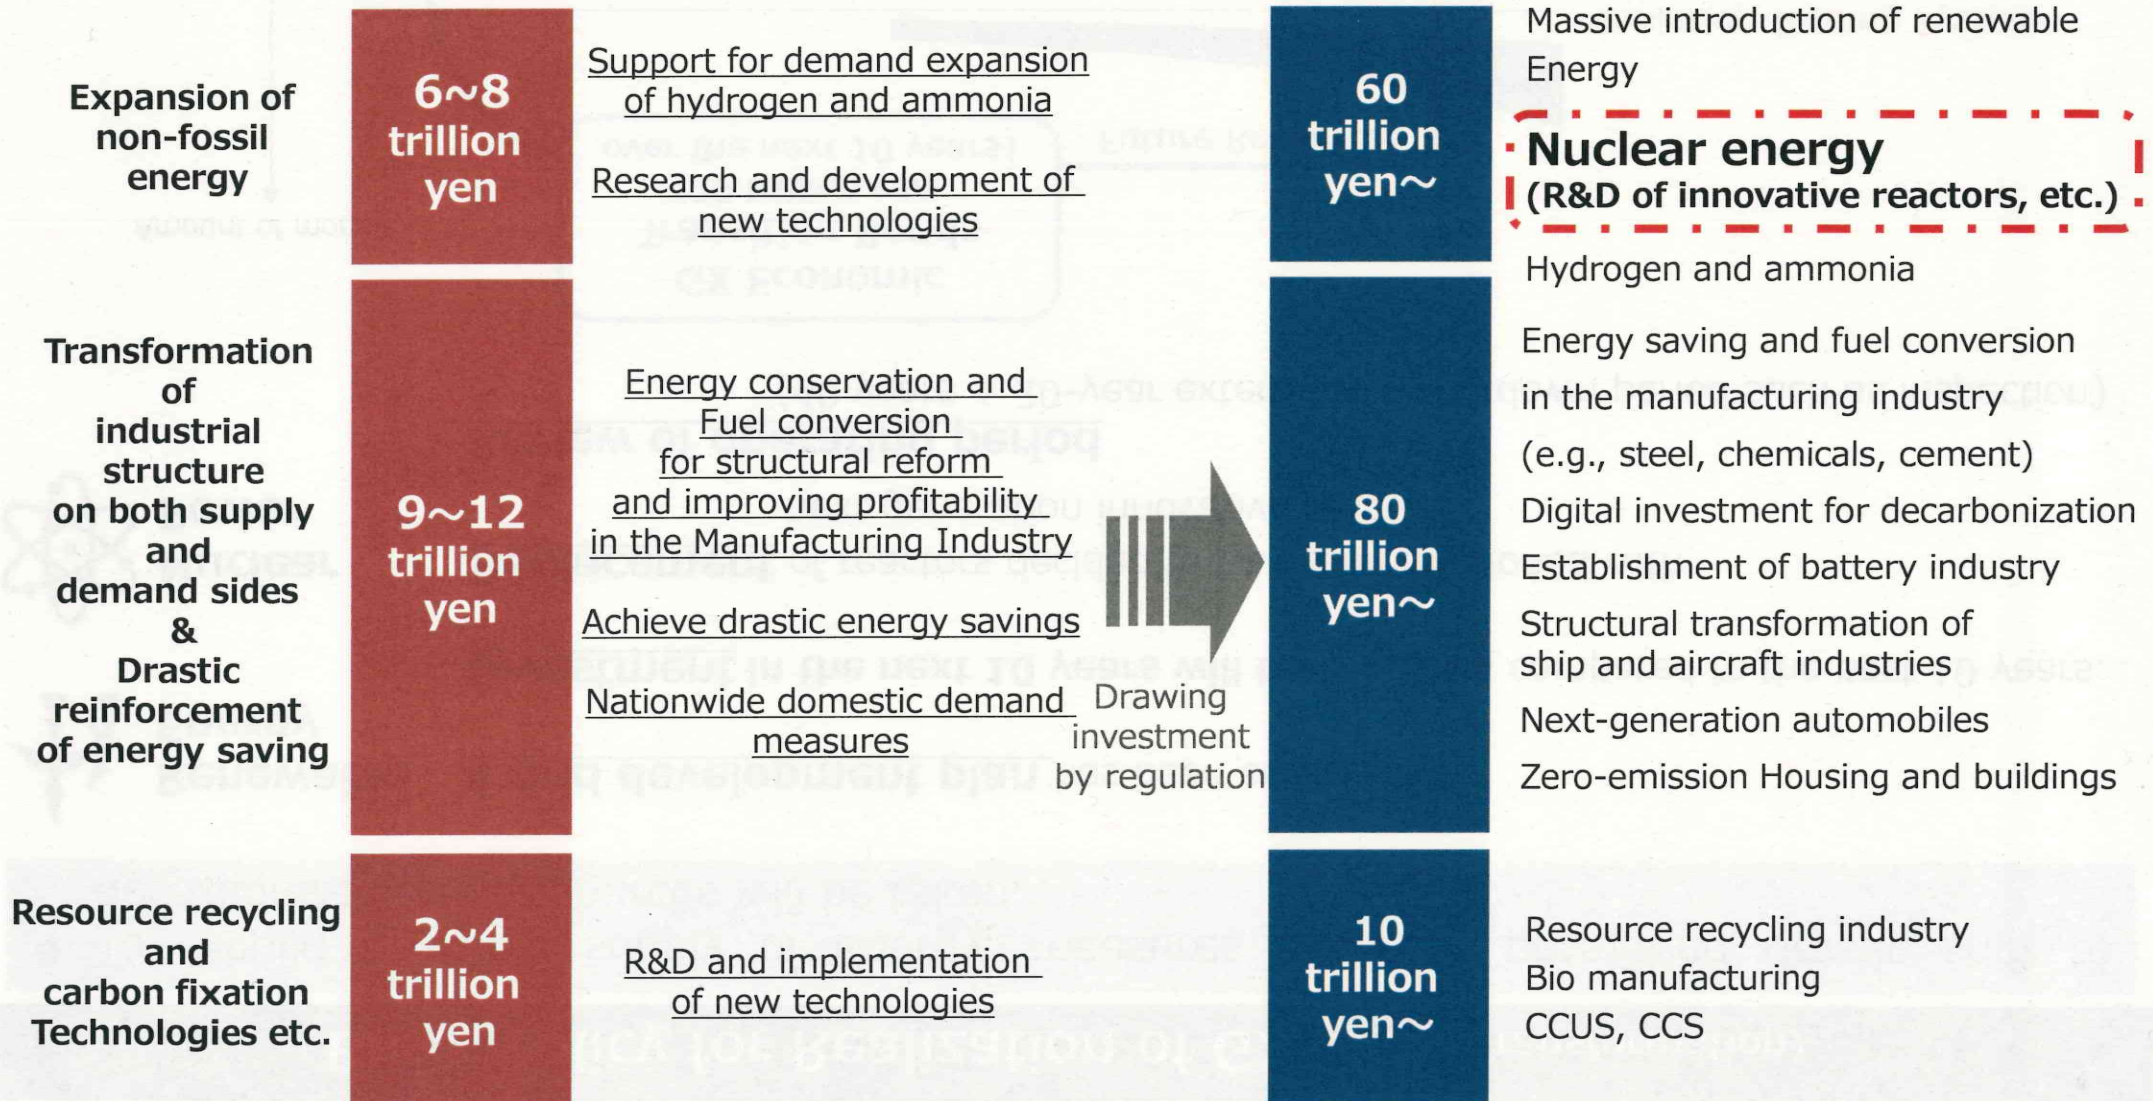 Expansion of
non-fossil
energy
6~8
trillion
yen
Support for demand expansion
of hydrogen and ammonia
Research and development of
new technologies
60
trillion
yen~
Massive introduction of renewable
Energy
Nuclear energy
(R&D of innovative reactors, etc.)
Hydrogen and ammonia
Transformation
of
industrial
structure
on both supply
and
demand sides
&
Drastic
reinforcement
of energy saving
9~12
trillion
yen
Energy conservation and
Fuel conversion
for structural reform
and improving profitability
in the Manufacturing Industry
Achieve drastic energy savings
Nationwide domestic demand
measures
Drawing
investment
by regulation
80
trillion
yen~
Energy saving and fuel conversion
in the manufacturing industry
(e.g., steel, chemicals, cement)
Digital investment for decarbonization
Establishment of battery industry
Structural transformation of
ship and aircraft industries
Next-generation automobiles
Zero-emission Housing and buildings
Resource recycling
and
carbon fixation
Technologies etc.
2~4
trillion
yen
R&D and implementation
of new technologies
10
trillion
yen~
Resource recycling industry
Bio manufacturing
CCUS, CCS